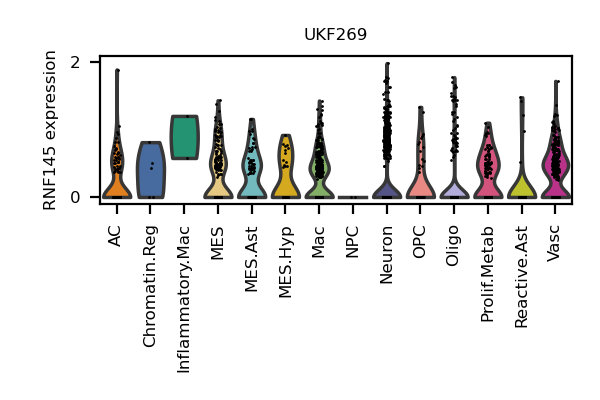 UKF269
RNF145 expression
2
0
AC
Chromatin.Reg
Inflammatory.Mac
MES
MES.Ast
MES.Hyp
Mac
NPC
Neuron
OPC
Oligo
Prolif.Metab
Reactive.Ast
Vasc